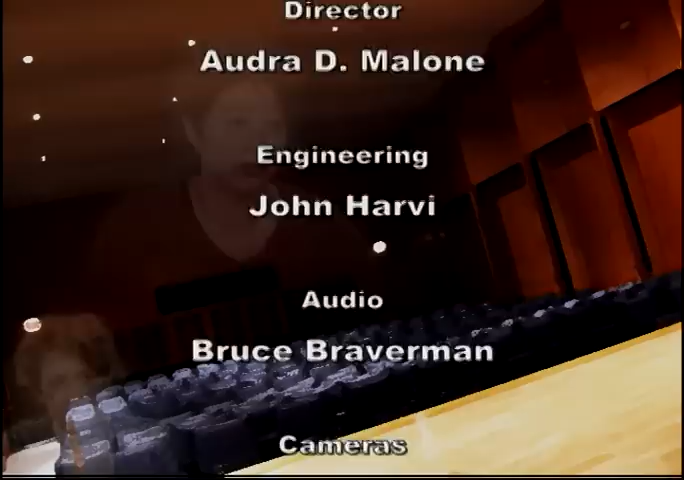 Director
Audra D. Malone
Engineering
John Harvi
Audio
Bruce Braverman
Cameras